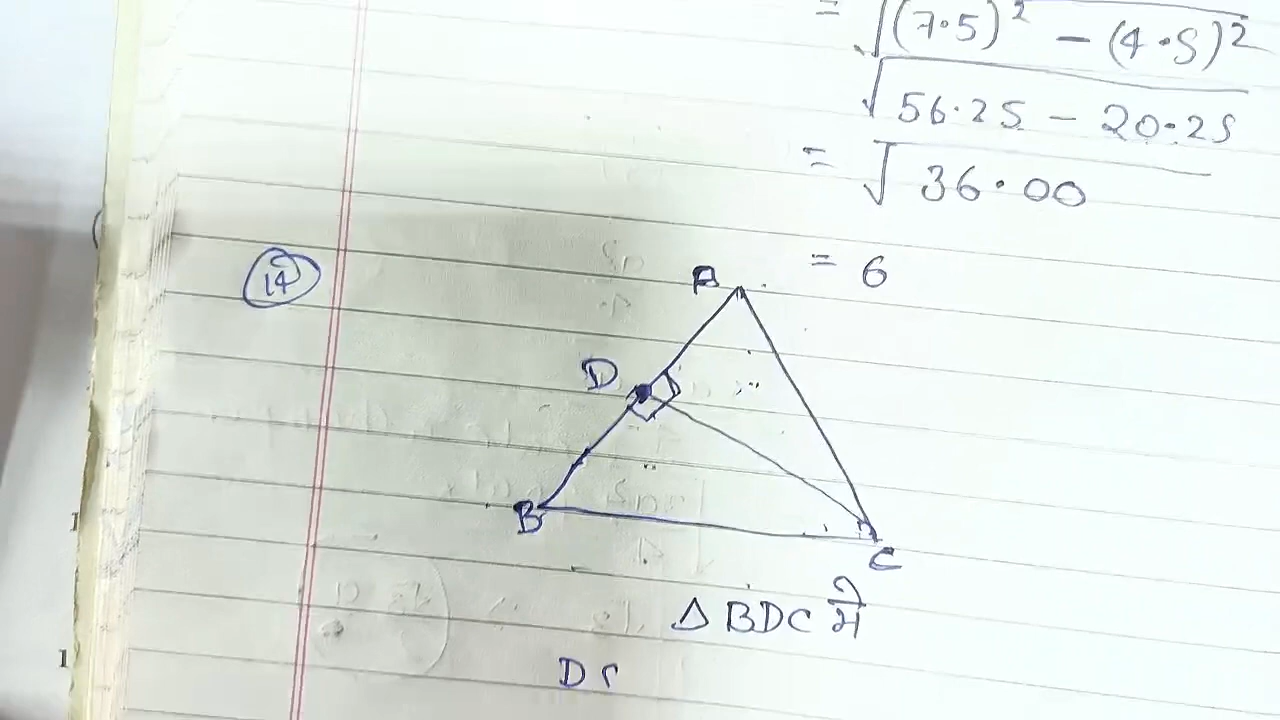 = √(7.5)² - (4.5)²
√56.25 - 20.25
= √36.00
= 6
14
A
D
B
C
Δ BDC में
D